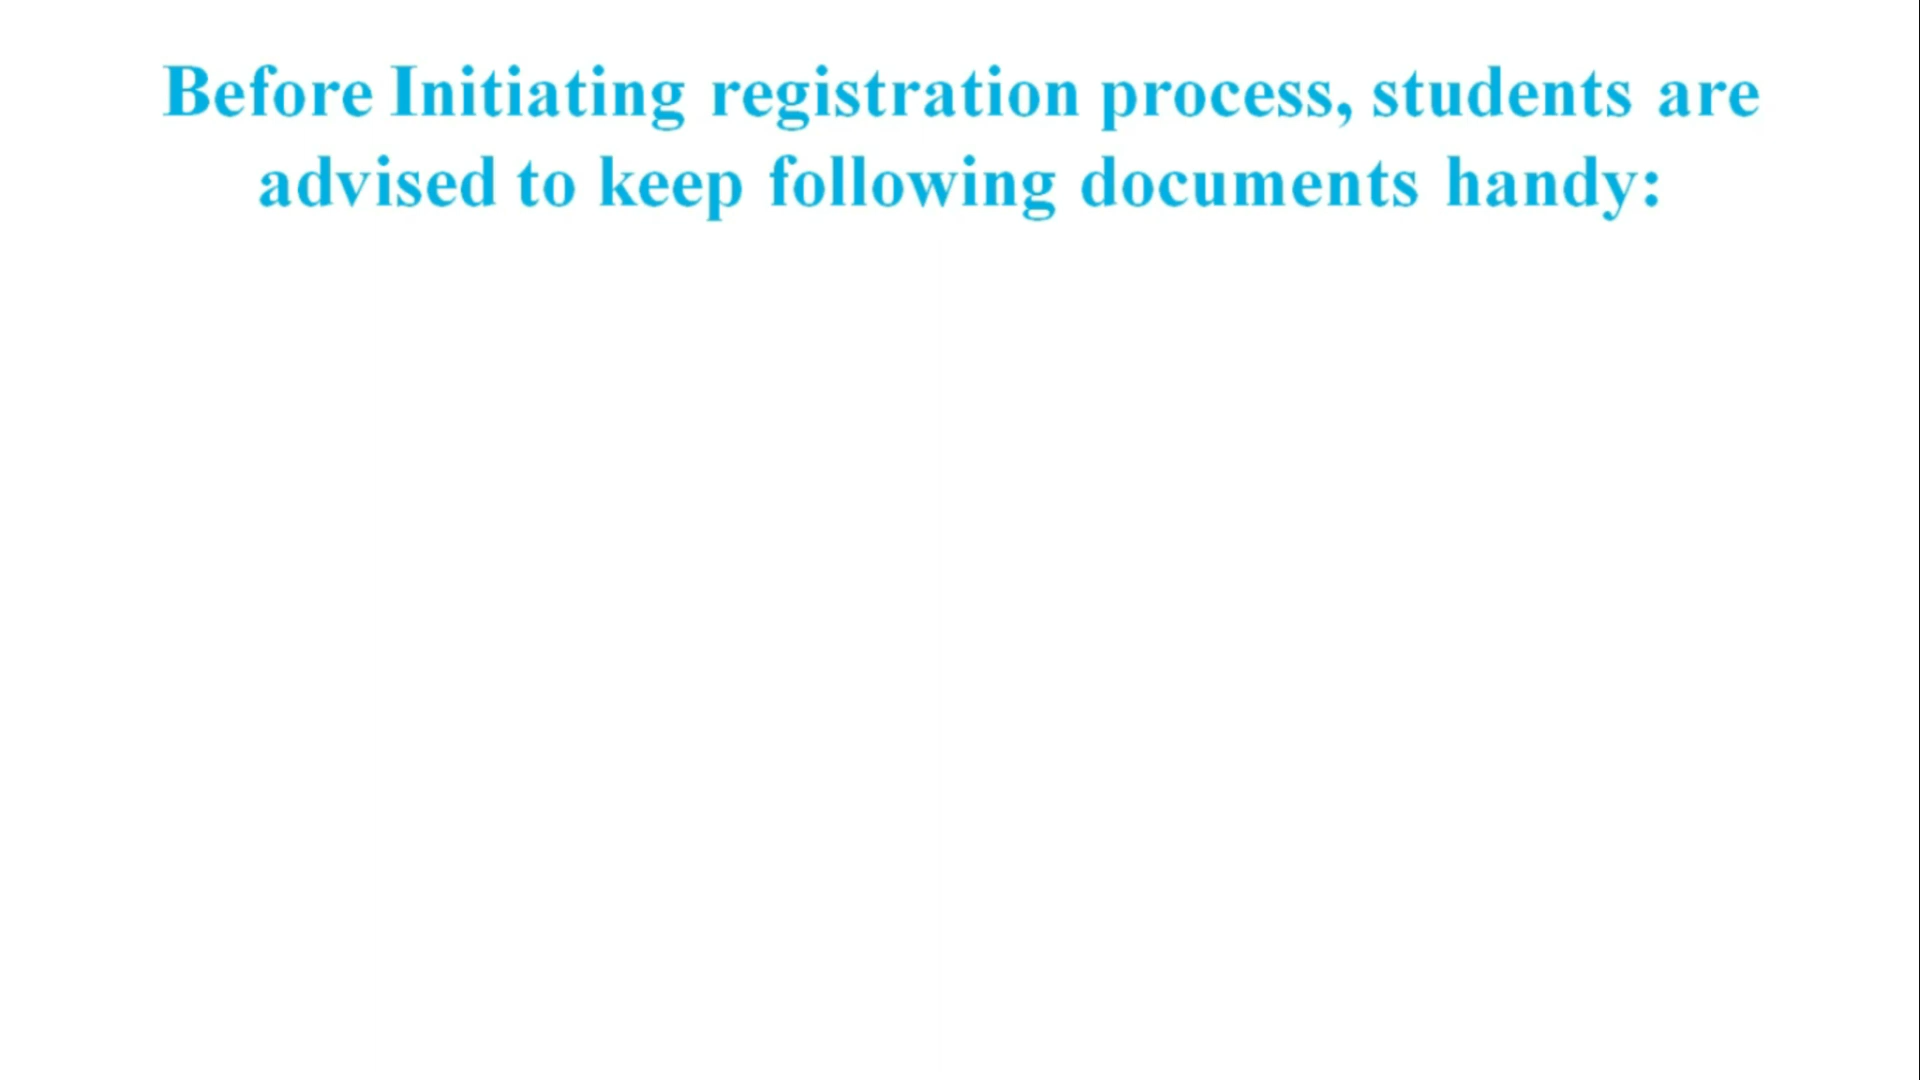 Before Initiating registration process, students are
advised to keep following documents handy: